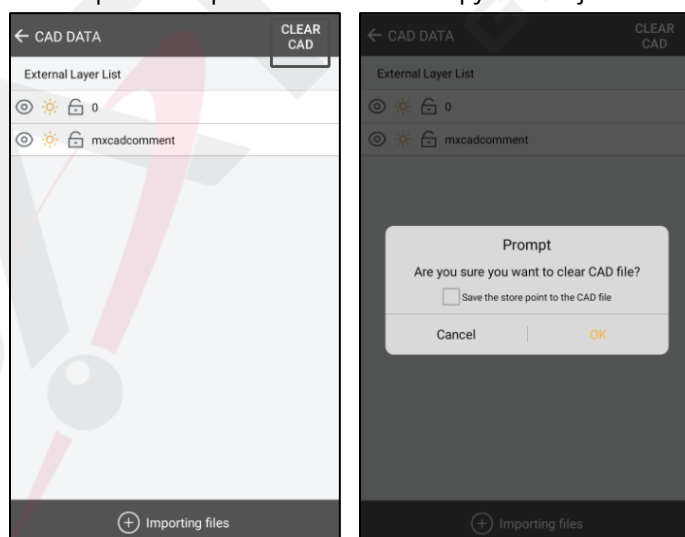 CAD DATA
CLEAR
CAD
External Layer List
0
mxcadcomment
Importing files
CAD DATA
CLEAR
CAD
External Layer List
0
mxcadcomment
Prompt
Are you sure you want to clear CAD file?
Save the store point to the CAD file
Cancel
OK
Importing files